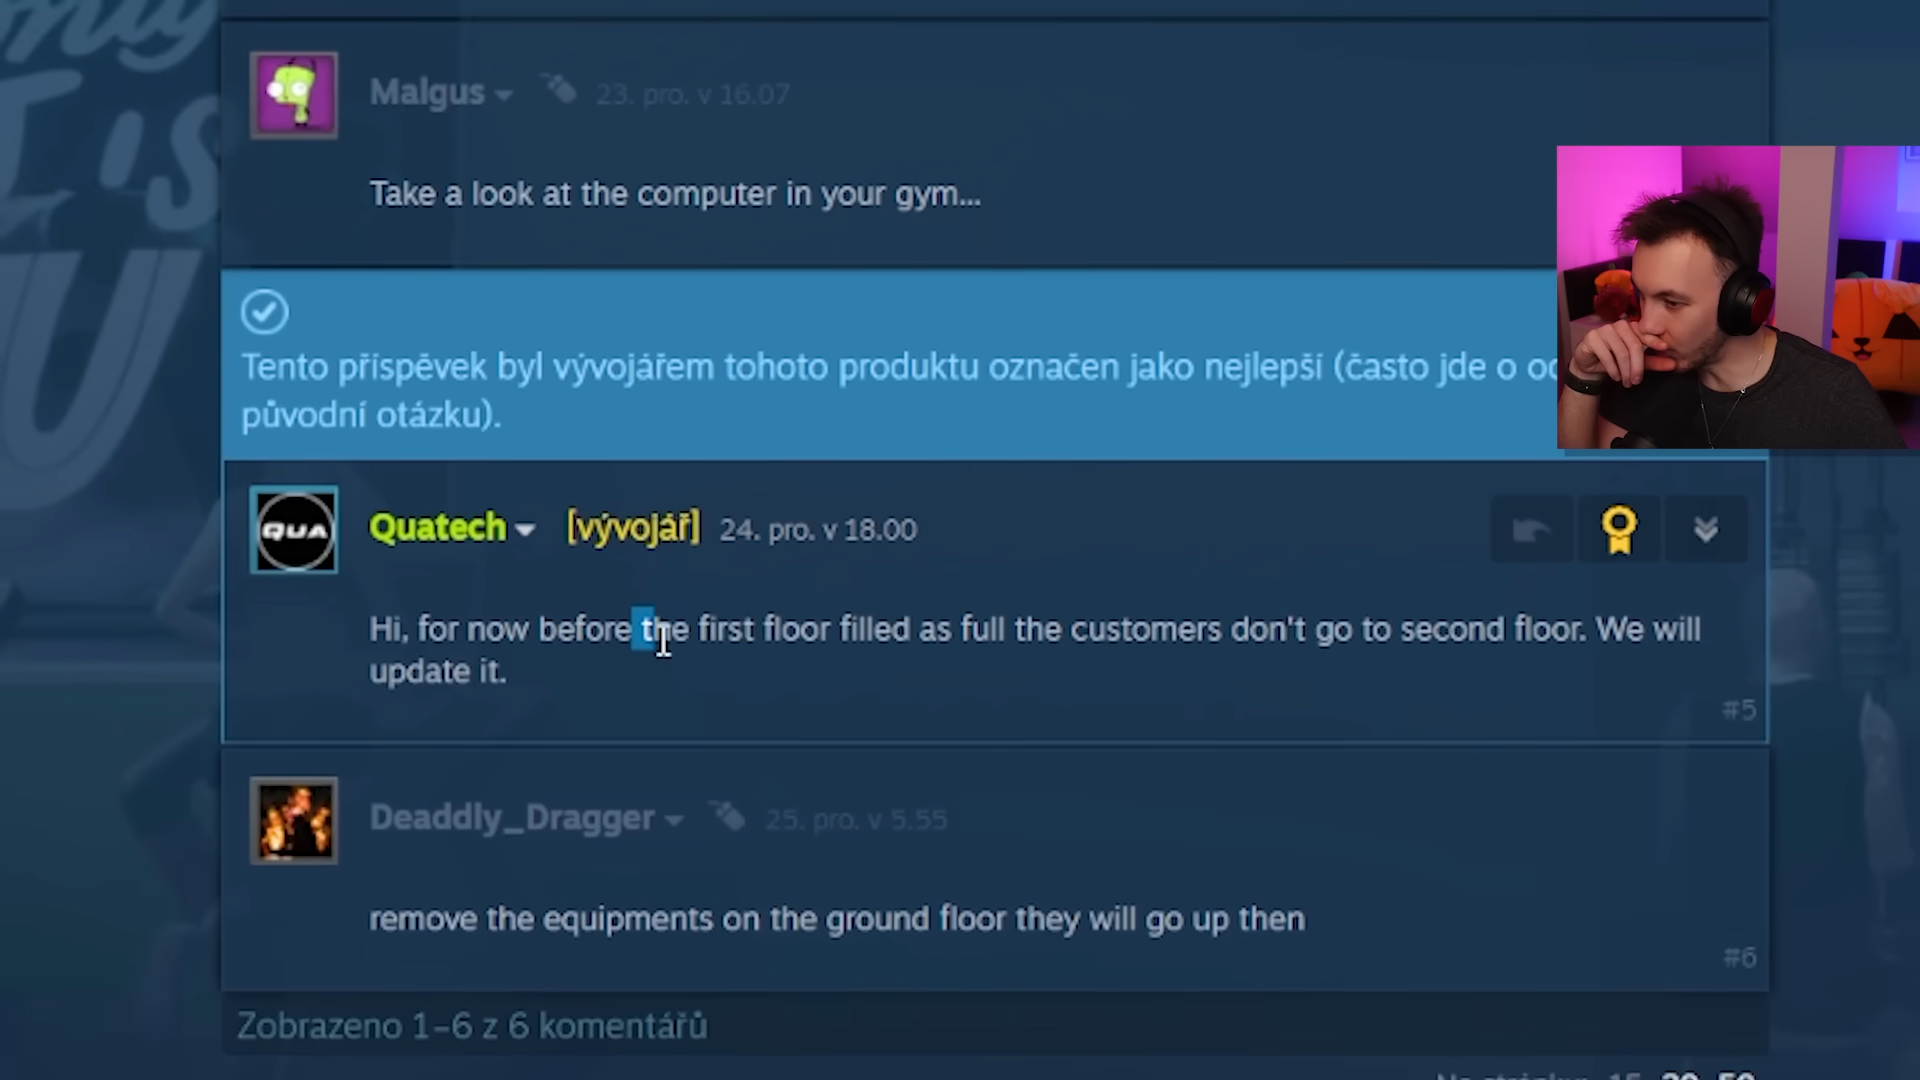 Malgus 23. pro. v 16.07
Take a look at the computer in your gym...
Tento příspěvek byl vývojářem tohoto produktu označen jako nejlepší (často jde o
původní otázku).
QUA
Quatech [vývojář] 24. pro. v 18.00
Hi, for now before the first floor filled as full the customers don't go to second floor. We will
update it.
#5
Deaddly_Dragger 25. pro. v 5.55
remove the equipments on the ground floor they will go up then
#6
Zobrazeno 1–6 z 6 komentářů